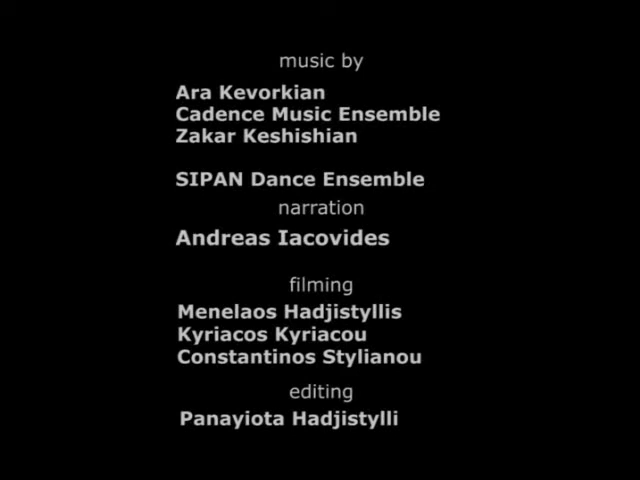 music by
Ara Kevorkian
Cadence Music Ensemble
Zakar Keshishian
SIPAN Dance Ensemble
narration
Andreas Iacovides
filming
Menelaos Hadjistyllis
Kyriacos Kyriacou
Constantinos Stylianou
editing
Panayiota Hadjistylli